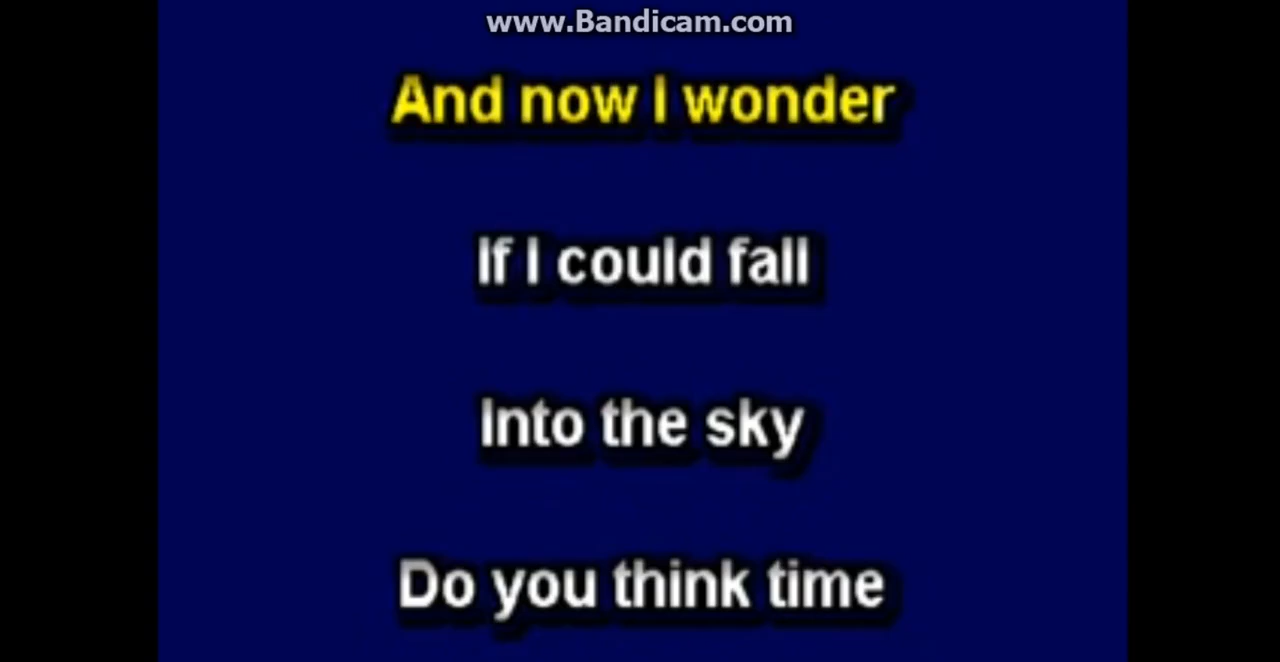 www.Bandicam.com
And now I wonder
If I could fall
Into the sky
Do you think time